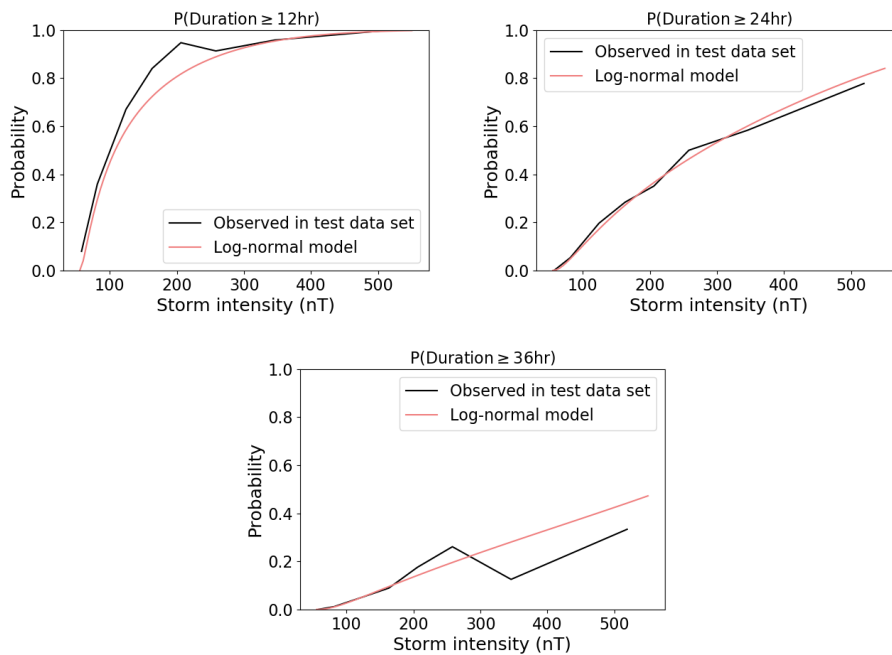 P(Duration ≥ 12hr)
1.0
0.8
0.6
0.4
0.2
0.0
Probability
Observed in test data set
Log-normal model
100 200 300 400 500
Storm intensity (nT)
P(Duration ≥ 24hr)
1.0
0.8
0.6
0.4
0.2
0.0
Probability
Observed in test data set
Log-normal model
100 200 300 400 500
Storm intensity (nT)
P(Duration ≥ 36hr)
1.0
0.8
0.6
0.4
0.2
0.0
Probability
Observed in test data set
Log-normal model
100 200 300 400 500
Storm intensity (nT)